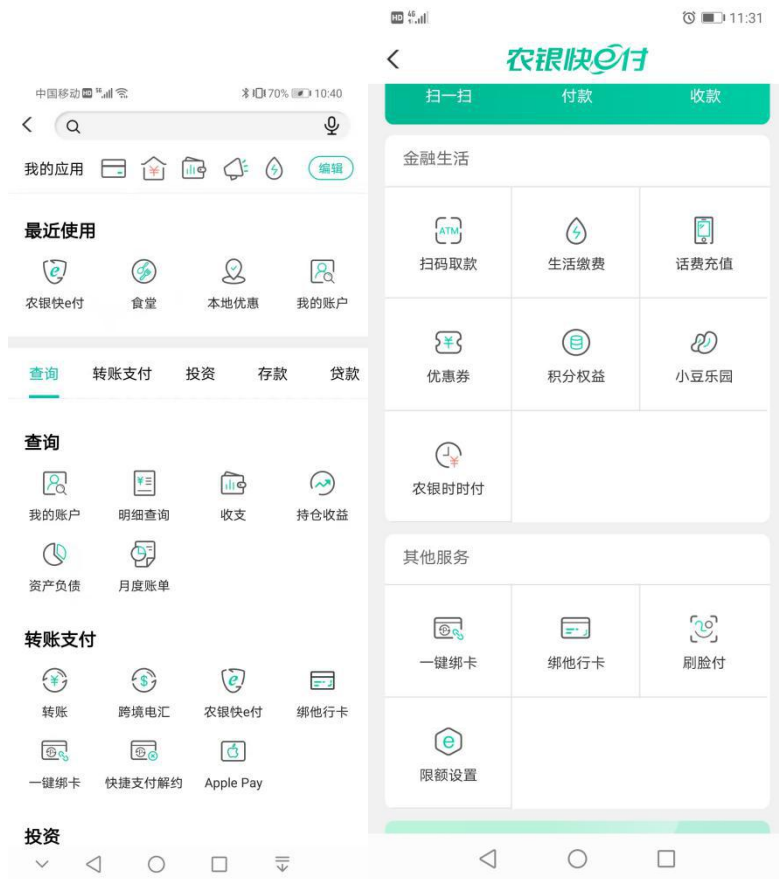 中国移动 HD 10:40
70%
我的应用 编辑
最近使用
农银快e付 食堂 本地优惠 我的账户
查询 转账支付 投资 存款 贷款
查询
我的账户 明细查询 收支 持仓收益
资产负债 月度账单
转账支付
转账 跨境电汇 农银快e付 绑他行卡
一键绑卡 快捷支付解约 Apple Pay
投资
HD 11:31
农银快e付
扫一扫 付款 收款
金融生活
ATM
扫码取款 生活缴费 话费充值
优惠券 积分权益 小豆乐园
农银时时付
其他服务
一键绑卡 绑他行卡 刷脸付
限额设置